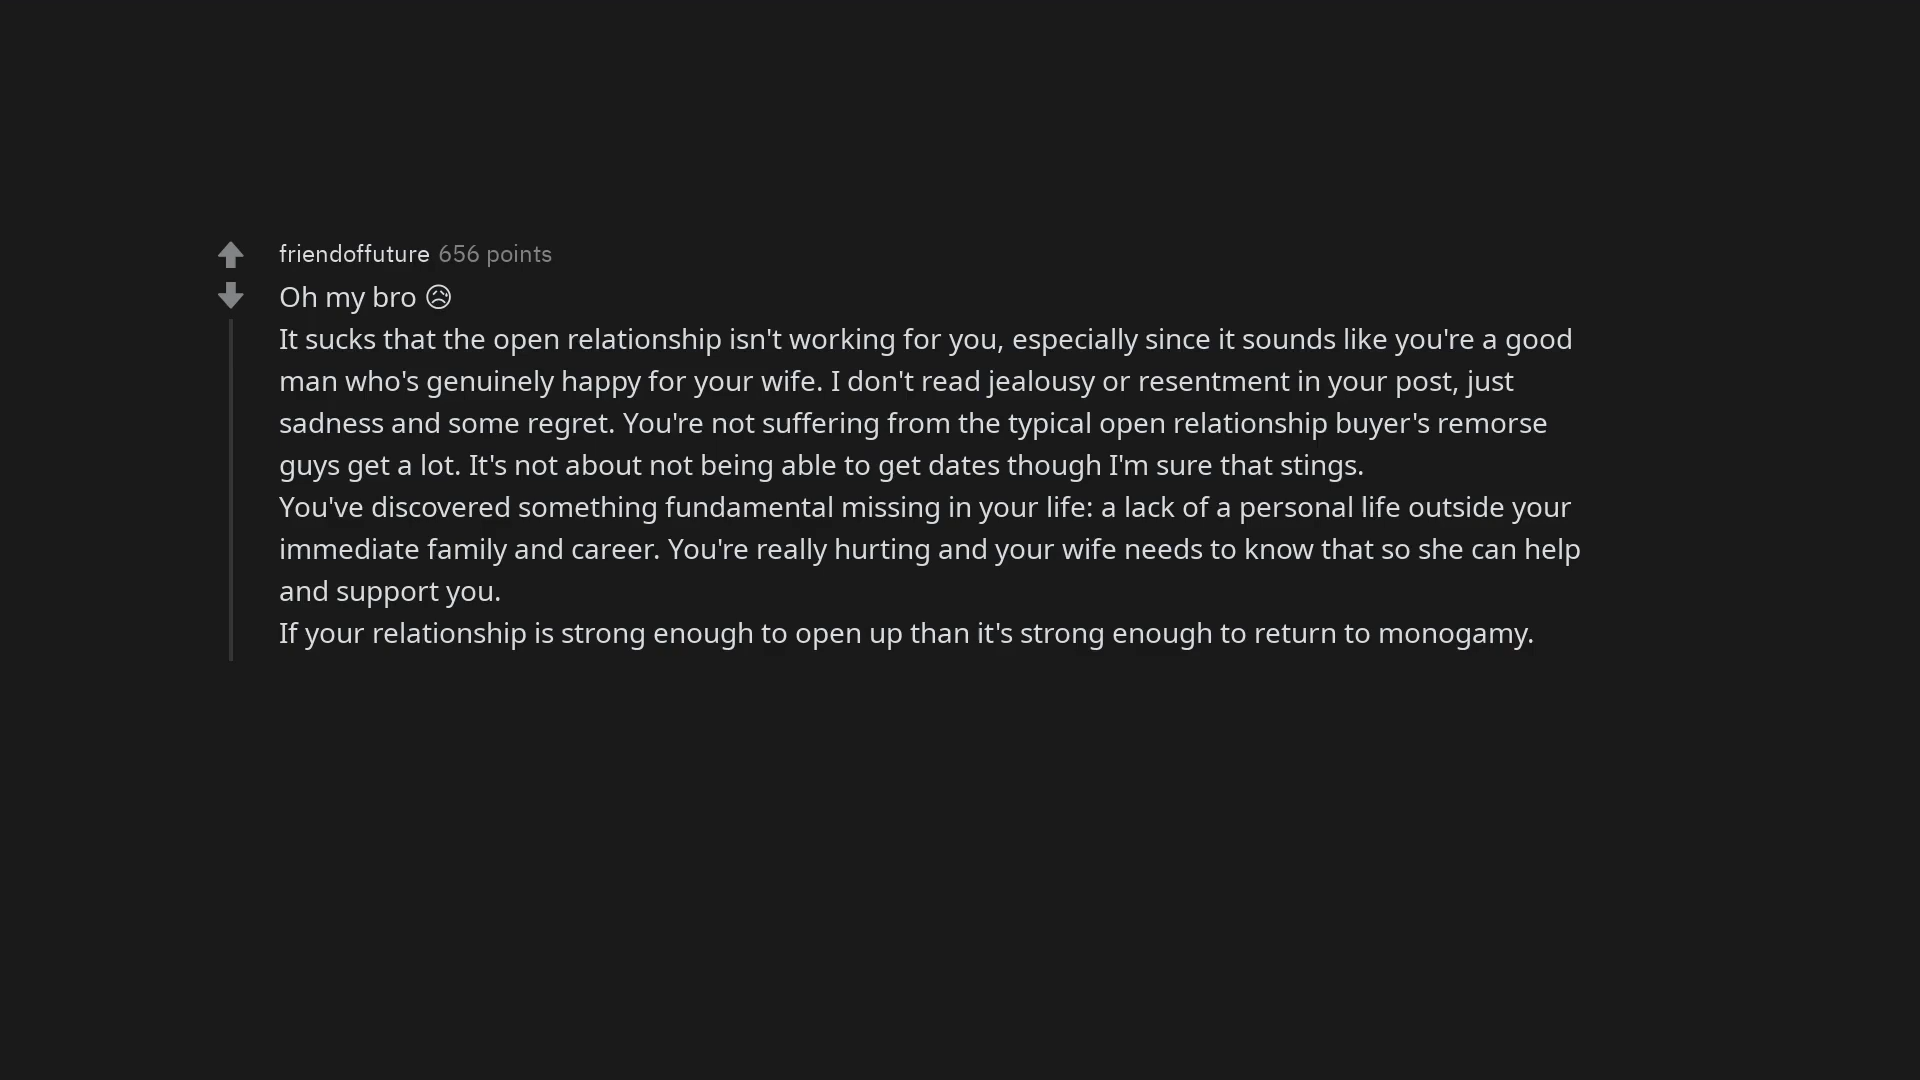 friendoffuture 656 points
Oh my bro 😥
It sucks that the open relationship isn't working for you, especially since it sounds like you're a good
man who's genuinely happy for your wife. I don't read jealousy or resentment in your post, just
sadness and some regret. You're not suffering from the typical open relationship buyer's remorse
guys get a lot. It's not about not being able to get dates though I'm sure that stings.
You've discovered something fundamental missing in your life: a lack of a personal life outside your
immediate family and career. You're really hurting and your wife needs to know that so she can help
and support you.
If your relationship is strong enough to open up than it's strong enough to return to monogamy.